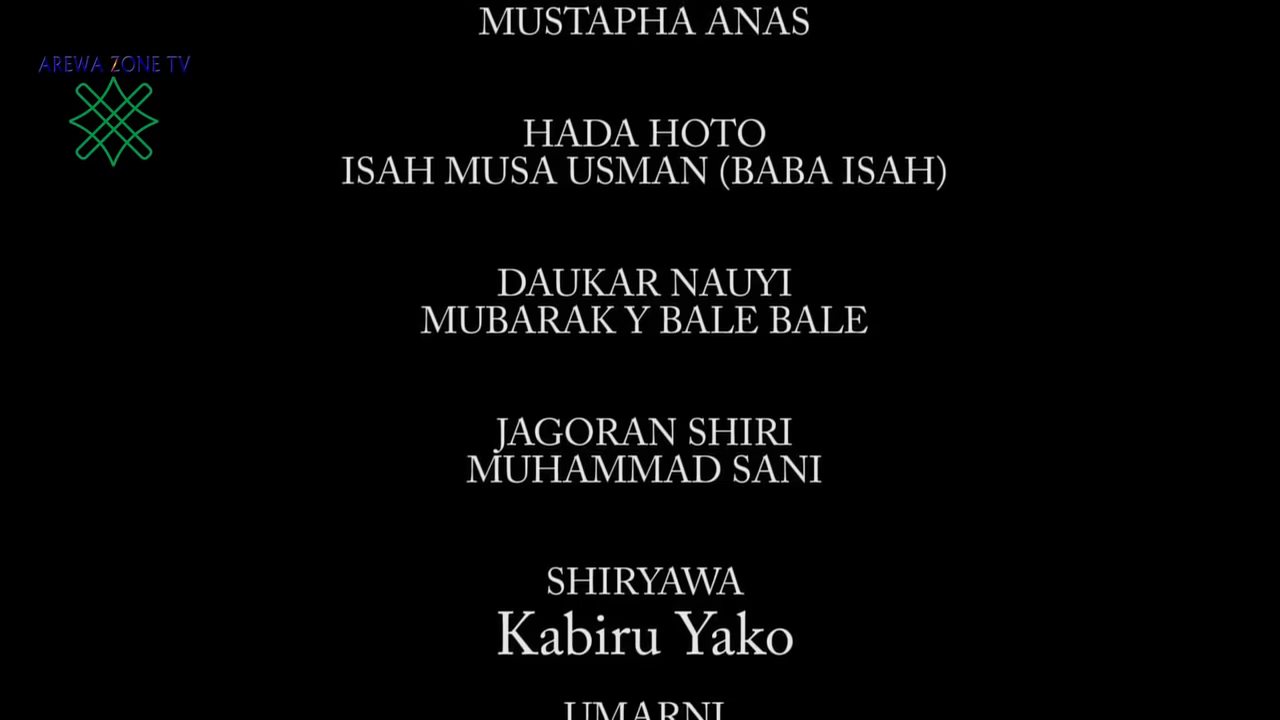 MUSTAPHA ANAS
AREWA ZONE TV
HADA HOTO
ISAH MUSA USMAN (BABA ISAH)
DAUKAR NAUYI
MUBARAK Y BALE BALE
JAGORAN SHIRI
MUHAMMAD SANI
SHIRYAWA
Kabiru Yako
UMARNI